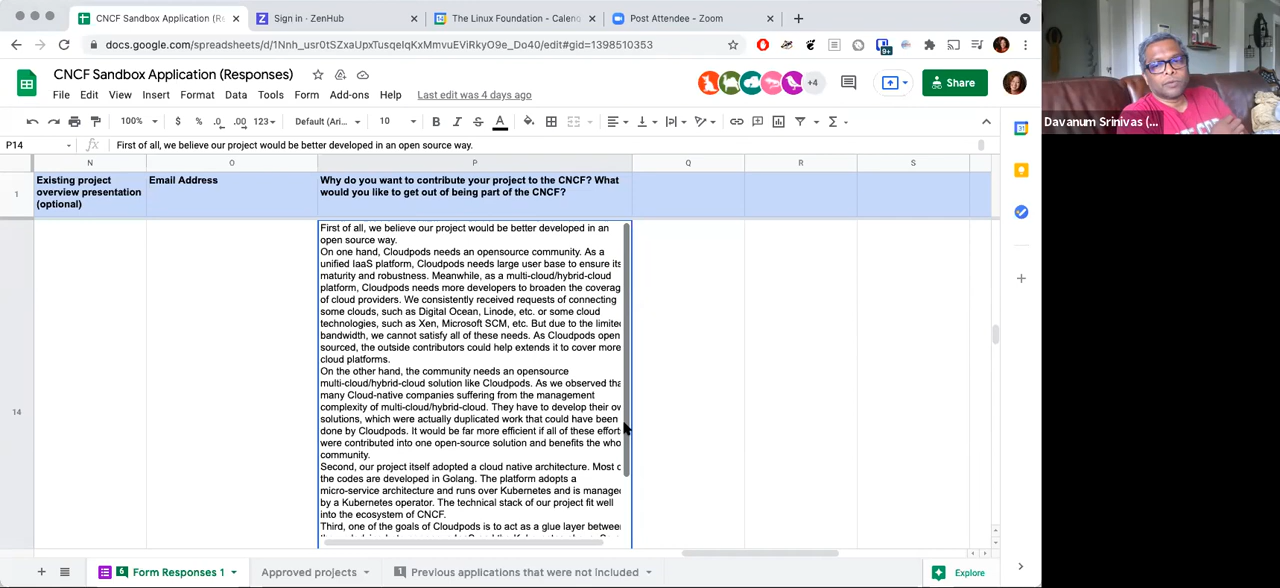 CNCF Sandbox Application (R
Sign in · ZenHub
The Linux Foundation - Calen
Post Attendee - Zoom
docs.google.com/spreadsheets/d/1Nnh_usr0tSZxaUpxTusqeIqKxMmvuEViRkyO9e_Do40/edit#gid=1398510353
9+
CNCF Sandbox Application (Responses)
+4
Share
File Edit View Insert Format Data Tools Form Add-ons Help Last edit was 4 days ago
100% $ % .0 .00 123 Default (Ari... 10 B I S A
P14 fx First of all, we believe our project would be better developed in an open source way.
N O P Q R S
1
Existing project
overview presentation
(optional)
Email Address
Why do you want to contribute your project to the CNCF? What
would you like to get out of being part of the CNCF?
14
First of all, we believe our project would be better developed in an
open source way.
On one hand, Cloudpods needs an opensource community. As a
unified IaaS platform, Cloudpods needs large user base to ensure its
maturity and robustness. Meanwhile, as a multi-cloud/hybrid-cloud
platform, Cloudpods needs more developers to broaden the coverag
of cloud providers. We consistently received requests of connecting
some clouds, such as Digital Ocean, Linode, etc. or some cloud
technologies, such as Xen, Microsoft SCM, etc. But due to the limite
bandwidth, we cannot satisfy all of these needs. As Cloudpods open
sourced, the outside contributors could help extends it to cover more
cloud platforms.
On the other hand, the community needs an opensource
multi-cloud/hybrid-cloud solution like Cloudpods. As we observed tha
many Cloud-native companies suffering from the management
complexity of multi-cloud/hybrid-cloud. They have to develop their ow
solutions, which were actually duplicated work that could have been
done by Cloudpods. It would be far more efficient if all of these effort
were contributed into one open-source solution and benefits the who
community.
Second, our project itself adopted a cloud native architecture. Most o
the codes are developed in Golang. The platform adopts a
micro-service architecture and runs over Kubernetes and is manage
by a Kubernetes operator. The technical stack of our project fit well
into the ecosystem of CNCF.
Third, one of the goals of Cloudpods is to act as a glue layer betwee
6 Form Responses 1
Approved projects
1 Previous applications that were not Included
Explore
Davanum Srinivas (...